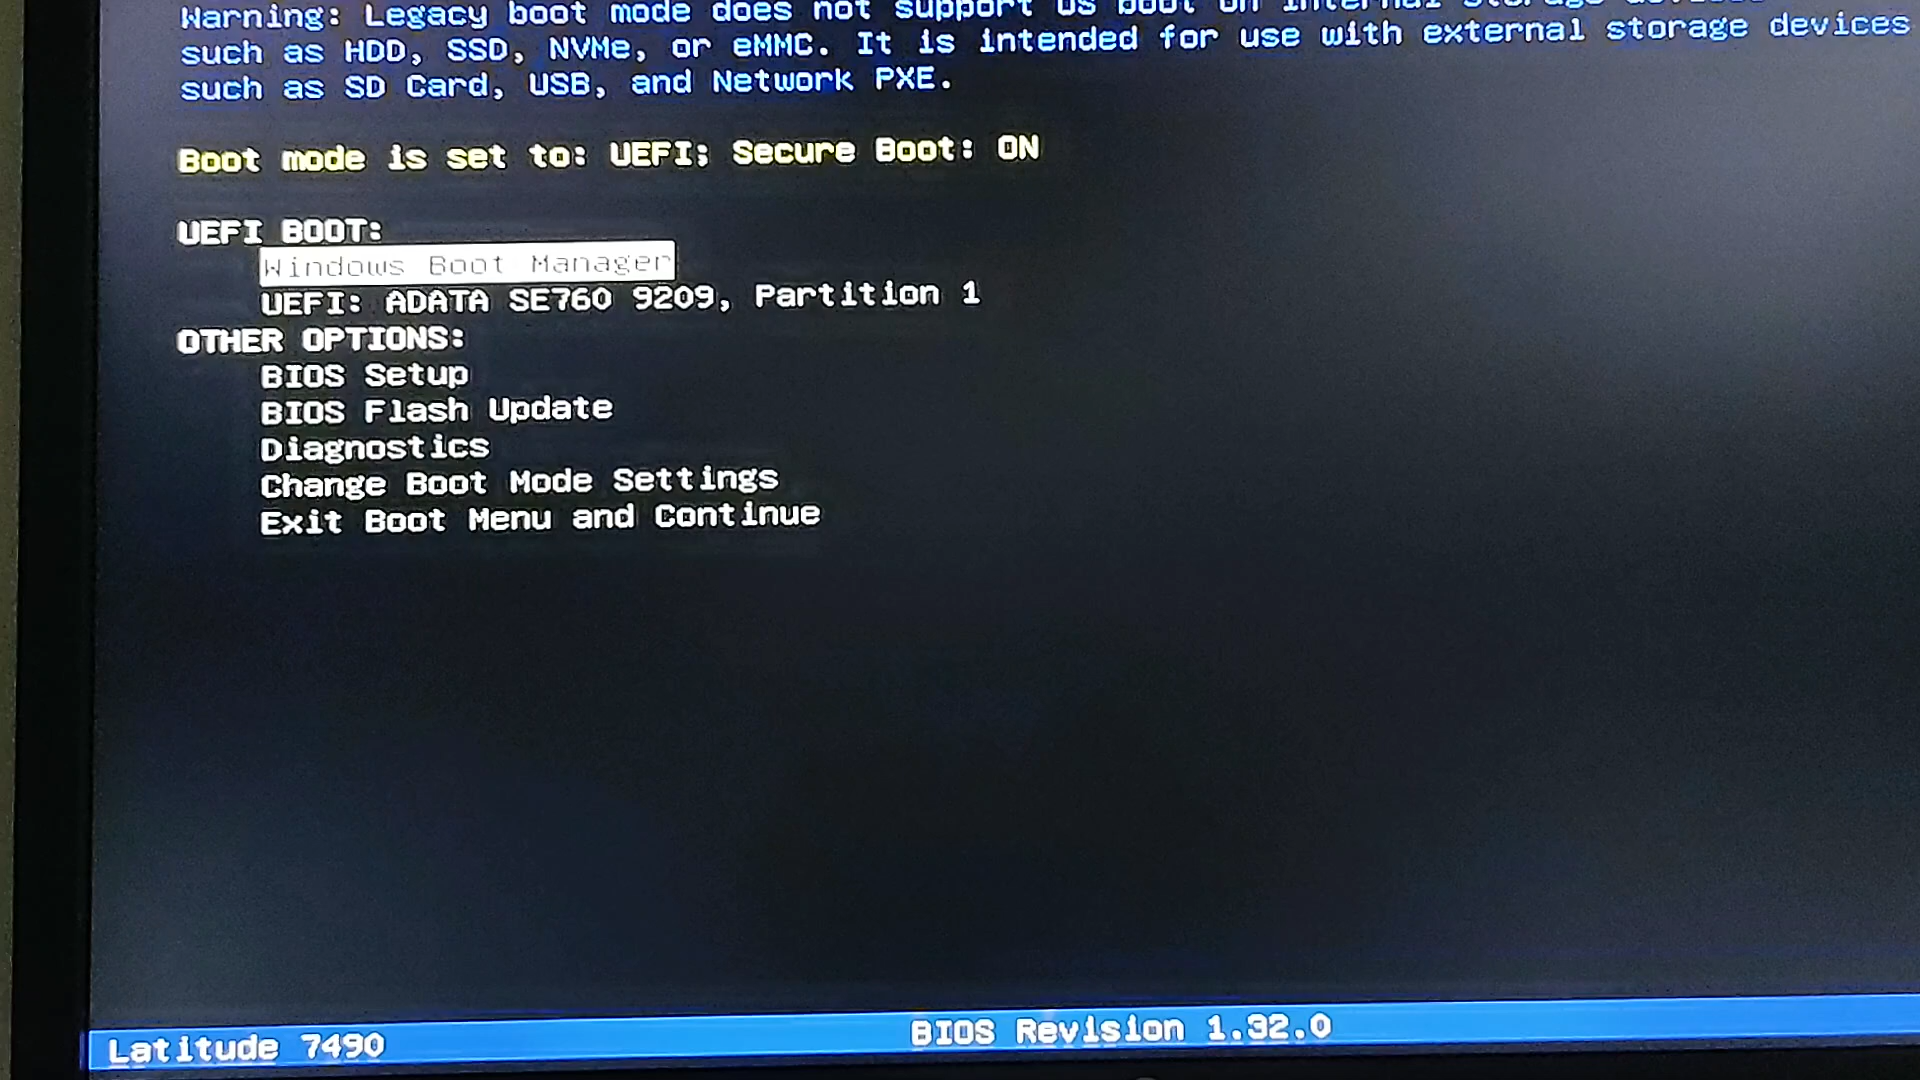 Warning: Legacy boot mode does not support OS boot on internal storage devices
such as HDD, SSD, NVMe, or eMMC. It is intended for use with external storage devices
such as SD Card, USB, and Network PXE.
Boot mode is set to: UEFI; Secure Boot: ON
UEFI BOOT:
Windows Boot Manager
UEFI: ADATA SE760 9209, Partition 1
OTHER OPTIONS:
BIOS Setup
BIOS Flash Update
Diagnostics
Change Boot Mode Settings
Exit Boot Menu and Continue
Latitude 7490
BIOS Revision 1.32.0